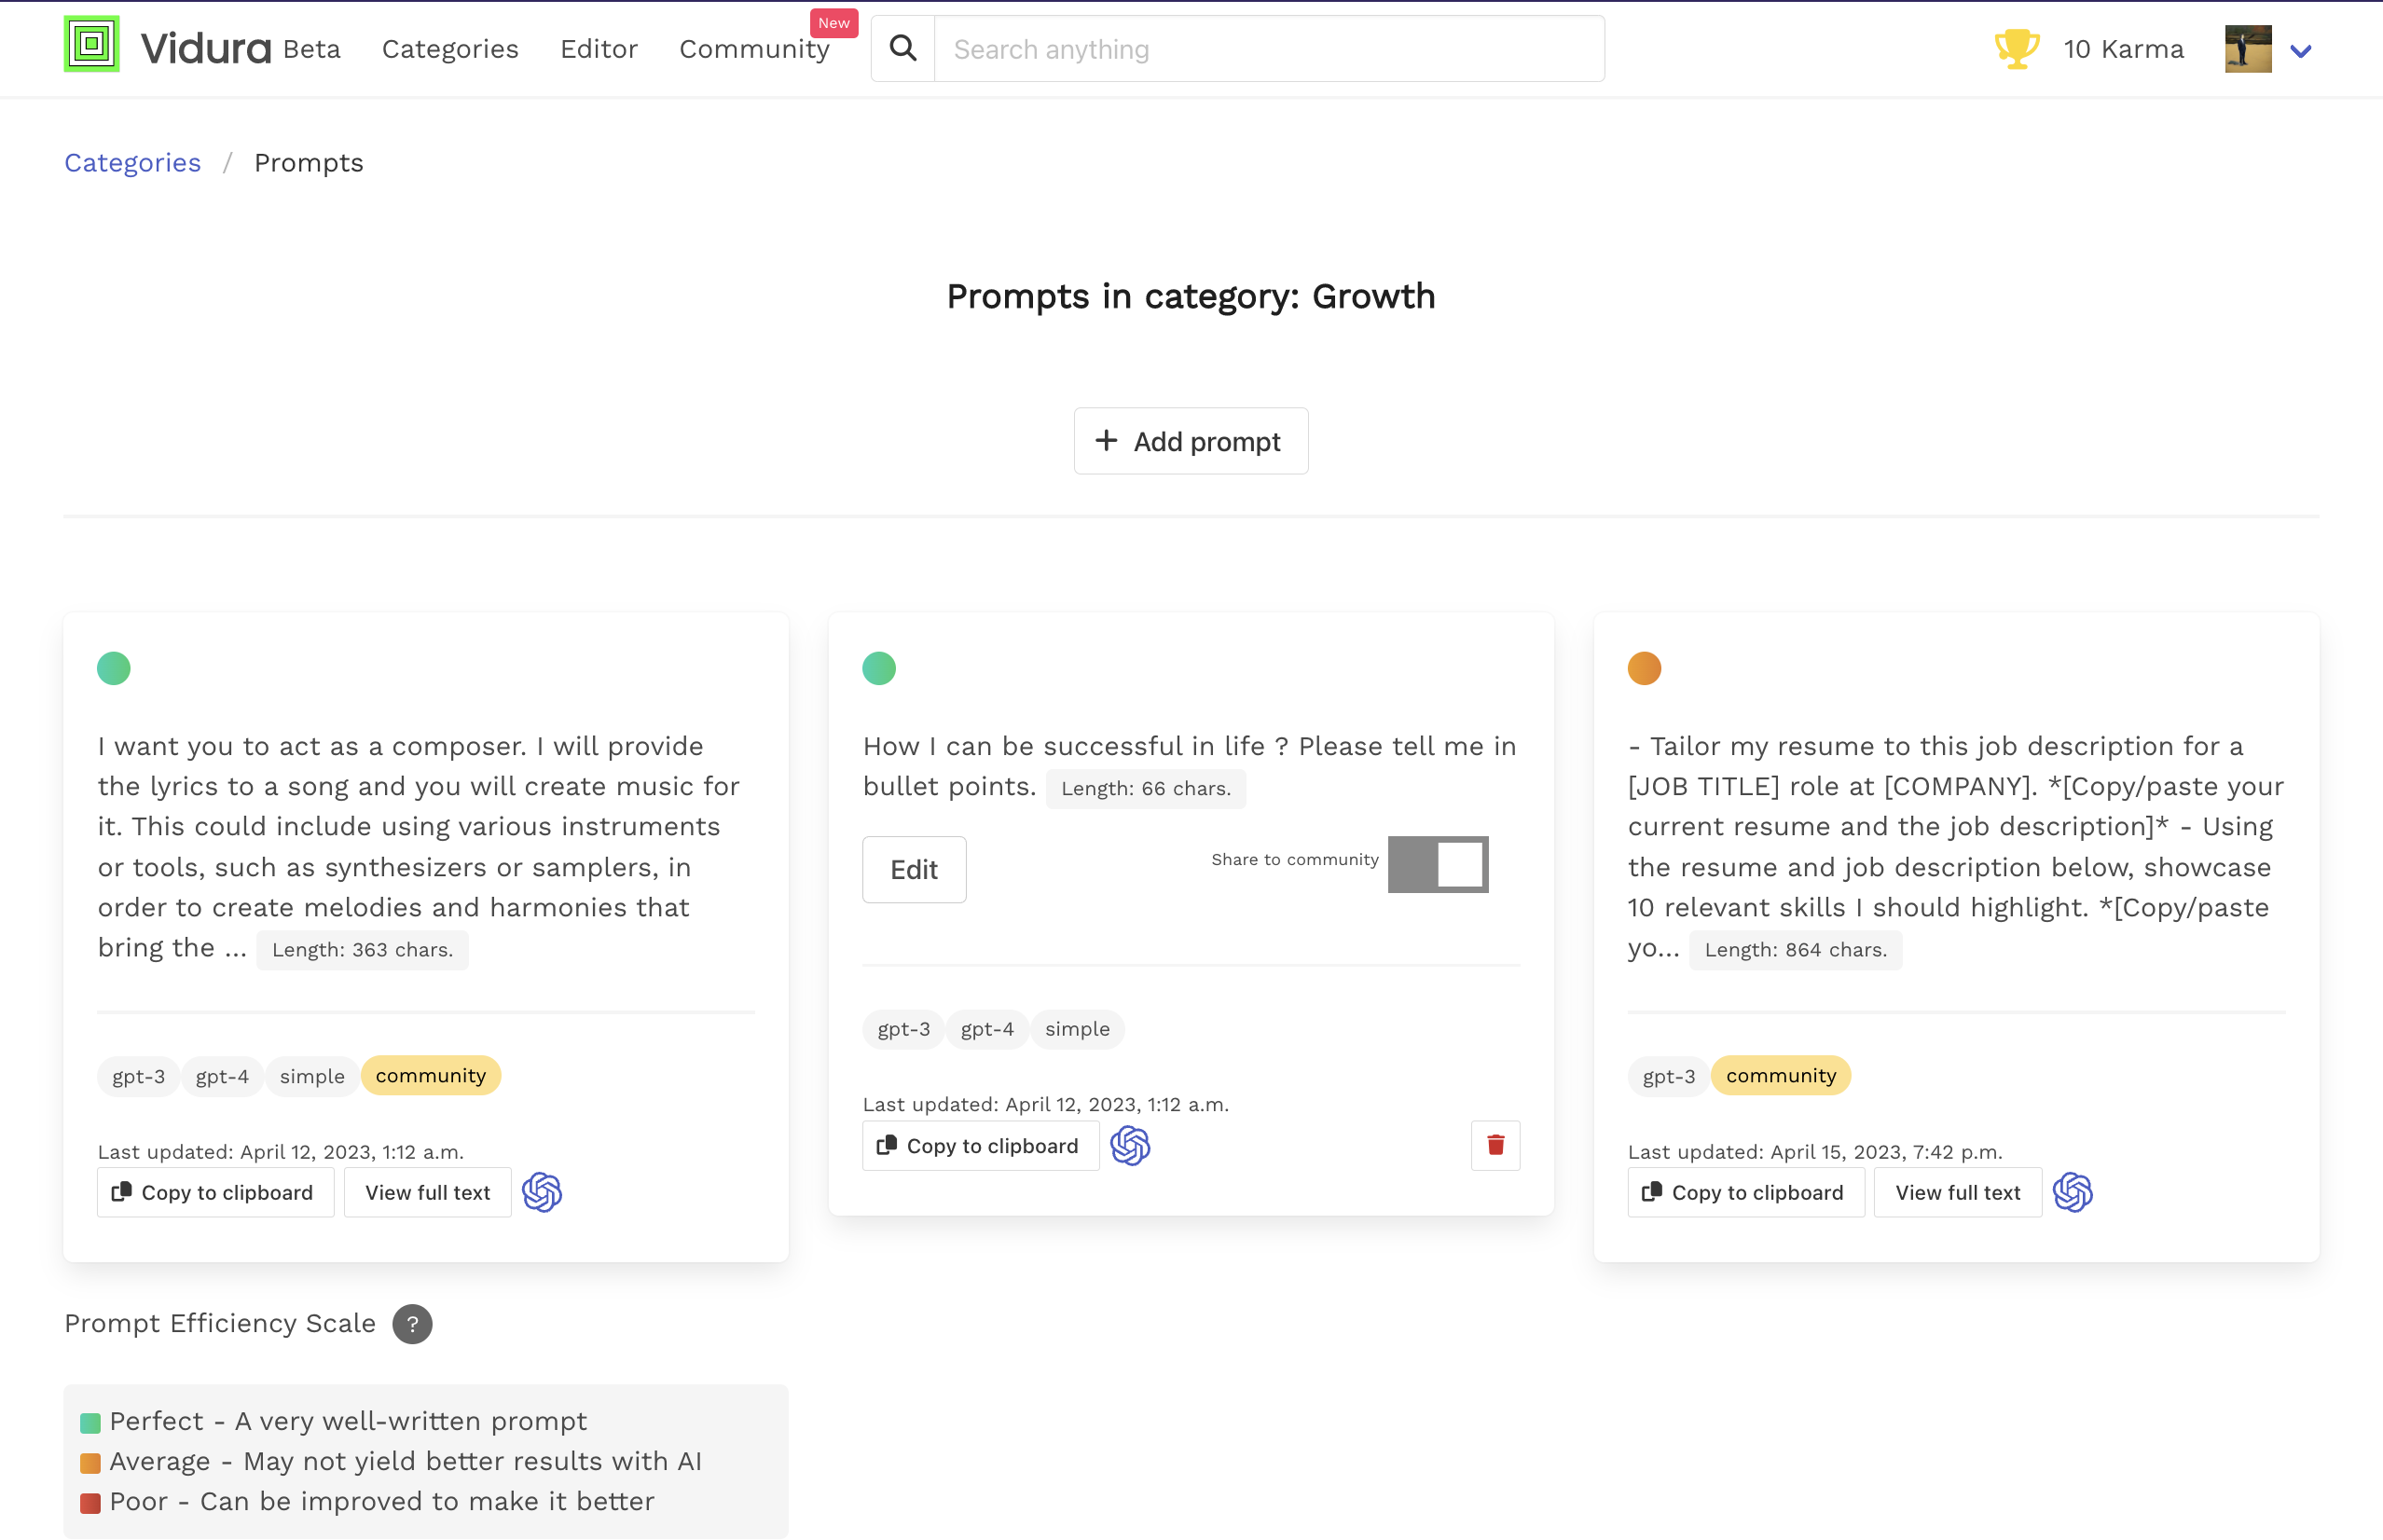 Vidura Beta Categories Editor Community New Search anything 10 Karma
Categories / Prompts
Prompts in category: Growth
+ Add prompt
I want you to act as a composer. I will provide
the lyrics to a song and you will create music for
it. This could include using various instruments
or tools, such as synthesizers or samplers, in
order to create melodies and harmonies that
bring the ... Length: 363 chars.
gpt-3 gpt-4 simple community
Last updated: April 12, 2023, 1:12 a.m.
Copy to clipboard View full text
How I can be successful in life ? Please tell me in
bullet points. Length: 66 chars.
Edit Share to community
gpt-3 gpt-4 simple
Last updated: April 12, 2023, 1:12 a.m.
Copy to clipboard
- Tailor my resume to this job description for a
[JOB TITLE] role at [COMPANY]. *[Copy/paste your
current resume and the job description]* - Using
the resume and job description below, showcase
10 relevant skills I should highlight. *[Copy/paste
yo... Length: 864 chars.
gpt-3 community
Last updated: April 15, 2023, 7:42 p.m.
Copy to clipboard View full text
Prompt Efficiency Scale ?
Perfect - A very well-written prompt
Average - May not yield better results with AI
Poor - Can be improved to make it better